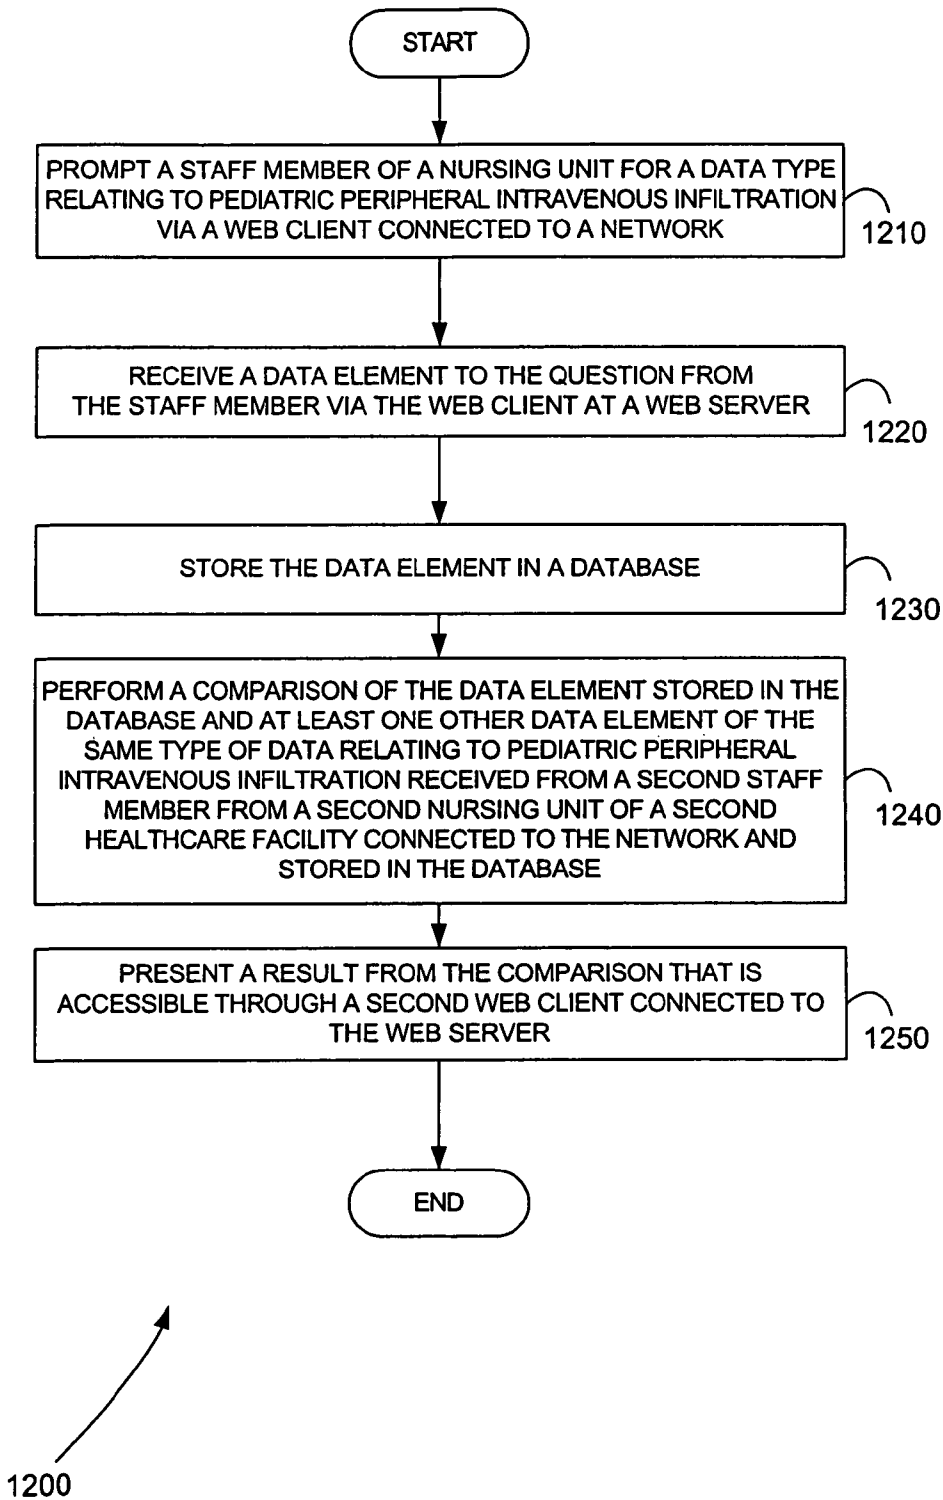 START
PROMPT A STAFF MEMBER OF A NURSING UNIT FOR A DATA TYPE
RELATING TO PEDIATRIC PERIPHERAL INTRAVENOUS INFILTRATION
VIA A WEB CLIENT CONNECTED TO A NETWORK
1210
RECEIVE A DATA ELEMENT TO THE QUESTION FROM
THE STAFF MEMBER VIA THE WEB CLIENT AT A WEB SERVER
1220
STORE THE DATA ELEMENT IN A DATABASE
1230
PERFORM A COMPARISON OF THE DATA ELEMENT STORED IN THE
DATABASE AND AT LEAST ONE OTHER DATA ELEMENT OF THE
SAME TYPE OF DATA RELATING TO PEDIATRIC PERIPHERAL
INTRAVENOUS INFILTRATION RECEIVED FROM A SECOND STAFF
MEMBER FROM A SECOND NURSING UNIT OF A SECOND
HEALTHCARE FACILITY CONNECTED TO THE NETWORK AND
STORED IN THE DATABASE
1240
PRESENT A RESULT FROM THE COMPARISON THAT IS
ACCESSIBLE THROUGH A SECOND WEB CLIENT CONNECTED TO
THE WEB SERVER
1250
END
1200